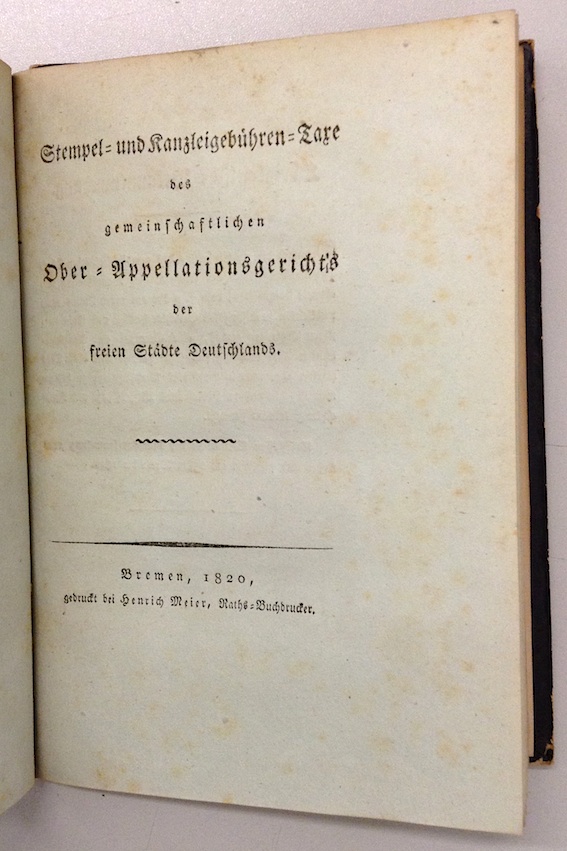 Stempel- und Kanzleigebühren-Taxe
des
gemeinschaftlichen
Ober-Appellationsgericht's
der
freien Städte Deutschlands.
Bremen, 1820,
gedruckt bei Henrich Meier, Raths-Buchdrucker.